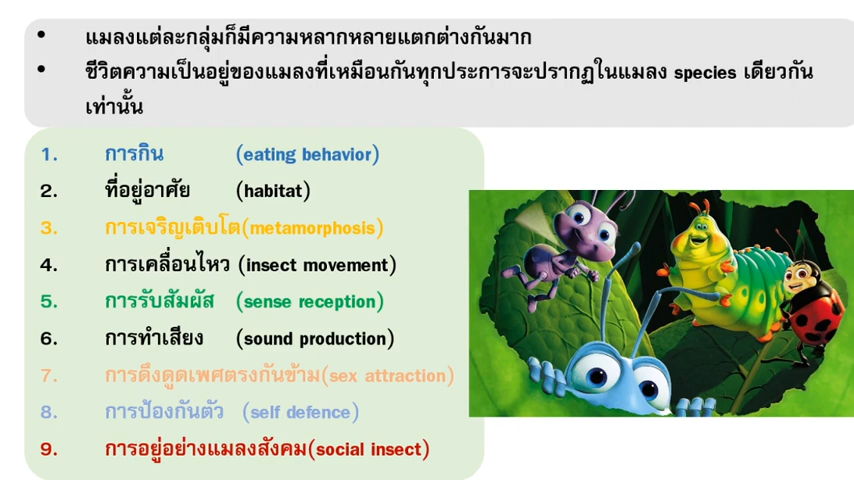 • แมลงแต่ละกลุ่มก็มีความหลากหลายแตกต่างกันมาก
• ชีวิตความเป็นอยู่ของแมลงที่เหมือนกันทุกประการจะปรากฏในแมลง species เดียวกัน
เท่านั้น
1. การกิน (eating behavior)
2. ที่อยู่อาศัย (habitat)
3. การเจริญเติบโต(metamorphosis)
4. การเคลื่อนไหว (insect movement)
5. การรับสัมผัส (sense reception)
6. การทำเสียง (sound production)
7. การดึงดูดเพศตรงกันข้าม(sex attraction)
8. การป้องกันตัว (self defence)
9. การอยู่อย่างแมลงสังคม(social insect)